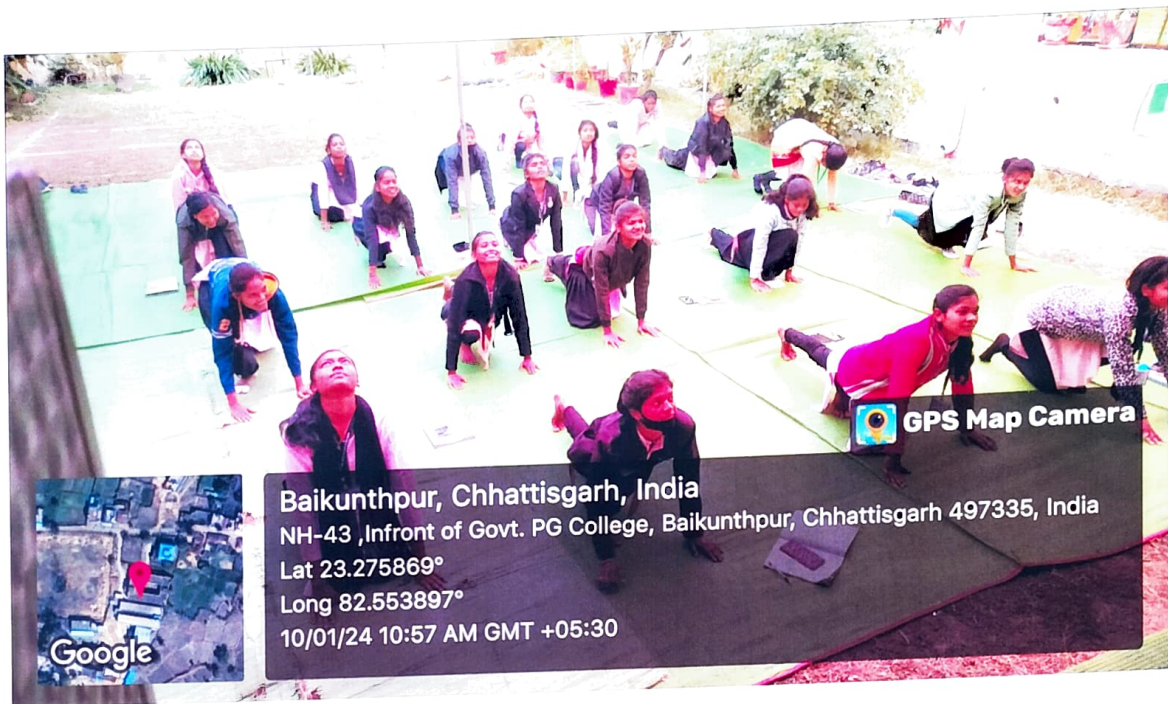 GPS Map Camera
Baikunthpur, Chhattisgarh, India
NH-43 ,Infront of Govt. PG College, Baikunthpur, Chhattisgarh 497335, India
Lat 23.275869°
Long 82.553897°
10/01/24 10:57 AM GMT +05:30
Google